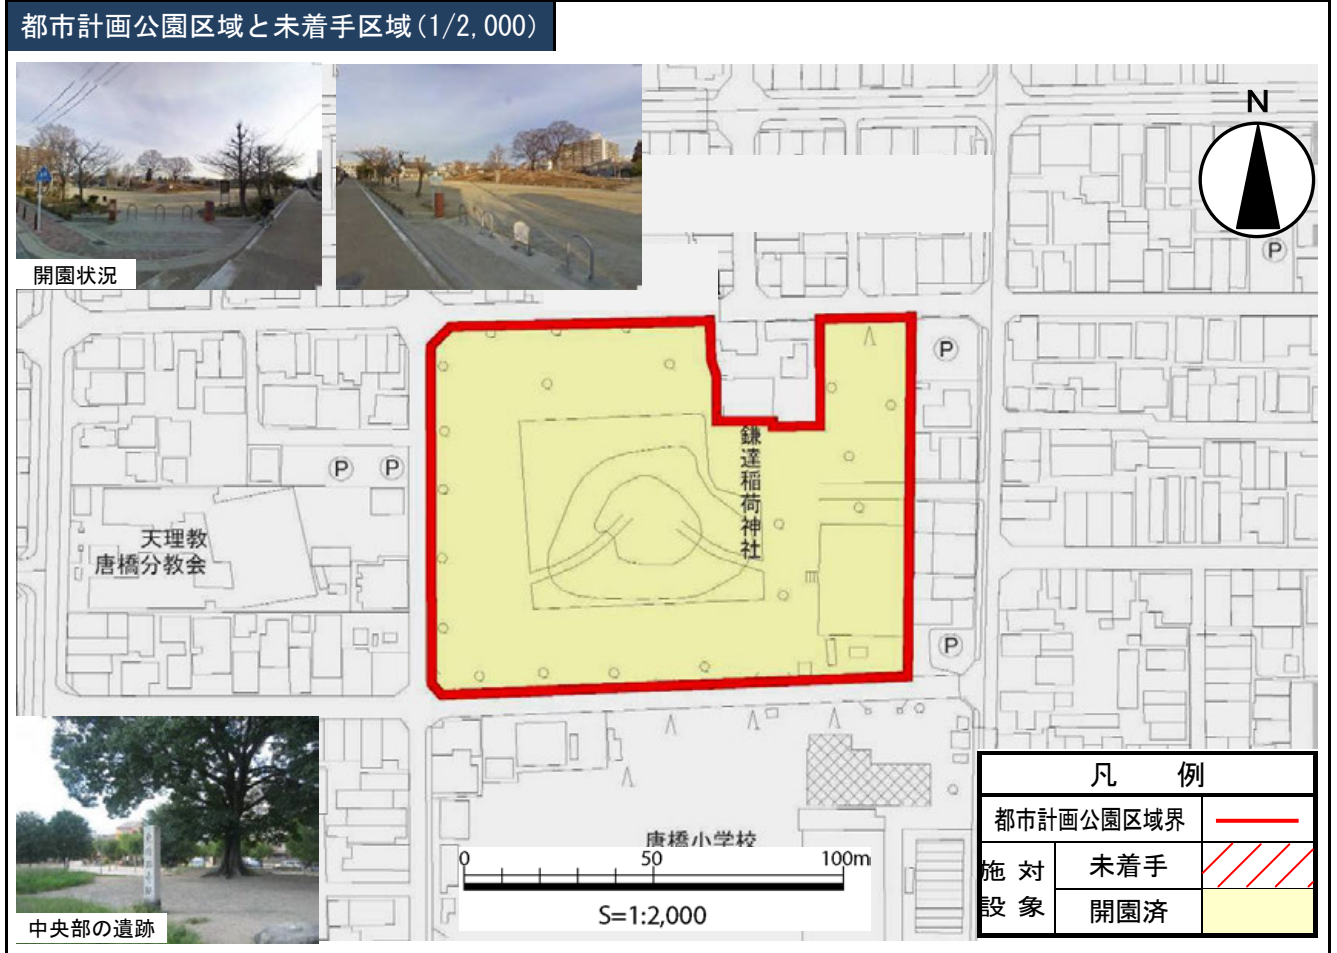 都市計画公園区域と未着手区域(1/2,000)
N
開園状況
P
P
P
P
P
鎌達稲荷神社
天理教
唐橋分教会
唐橋小学校
0 50 100m
S=1:2,000
中央部の遺跡
凡 例
都市計画公園区域界
施設
対象
未着手
開園済